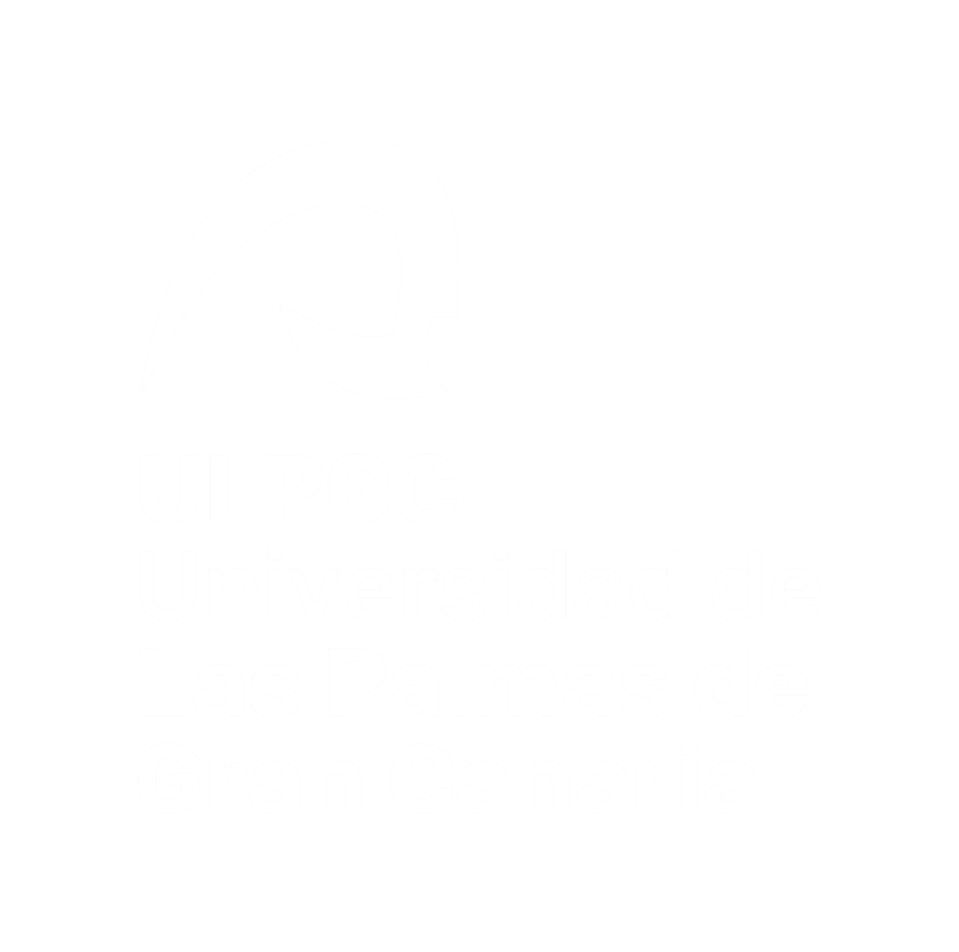 ULPGC
Universidad de
Las Palmas de
Gran Canaria